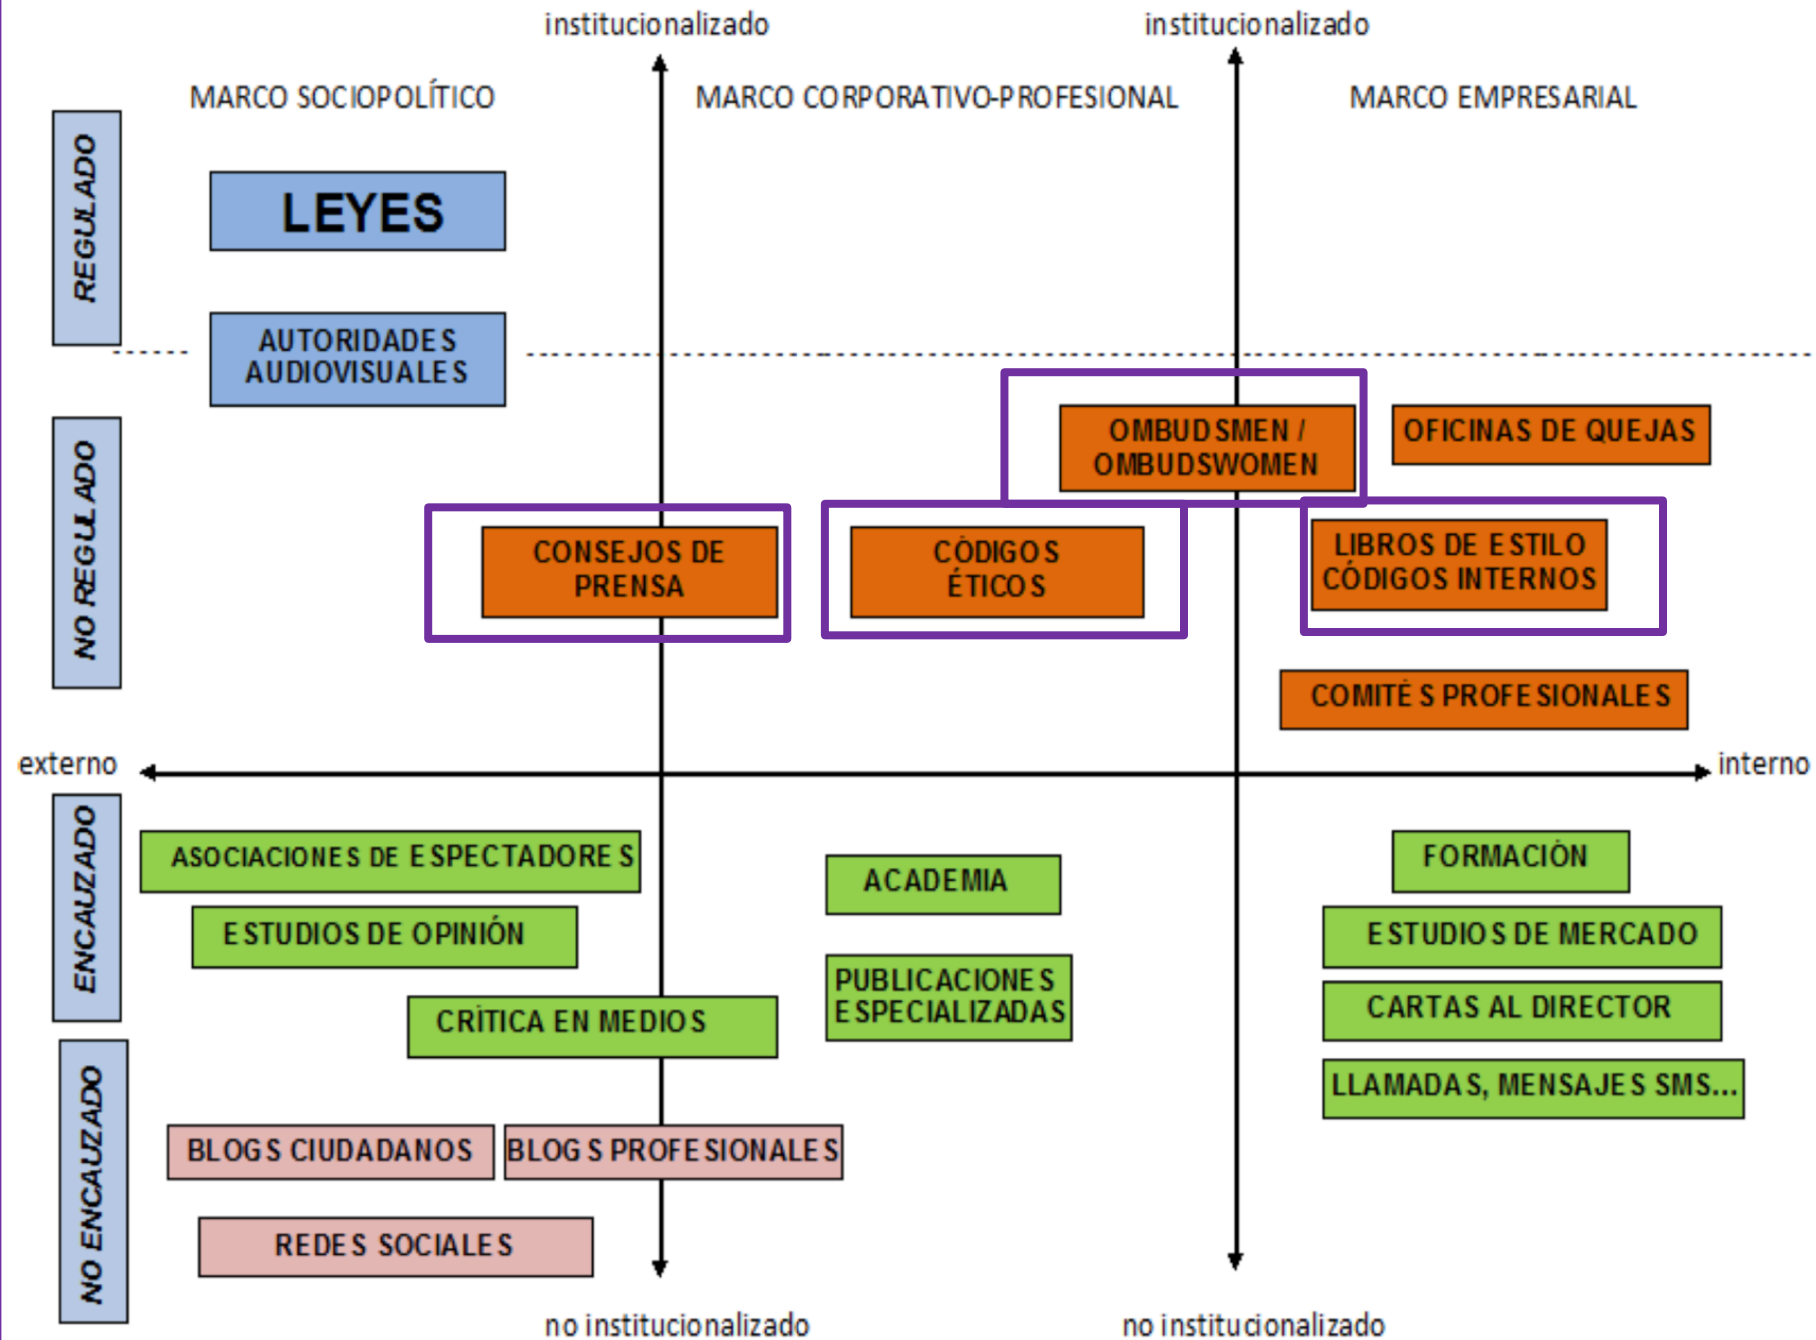 institucionalizado
institucionalizado
MARCO SOCIOPOLÍTICO
MARCO CORPORATIVO-PROFESIONAL
MARCO EMPRESARIAL
REGULADO
LEYES
AUTORIDADES
AUDIOVISUALES
NO REGULADO
OMBUDSMEN /
OMBUDSWOMEN
OFICINAS DE QUEJAS
CONSEJOS DE
PRENSA
CÓDIGOS
ÉTICOS
LIBROS DE ESTILO
CÓDIGOS INTERNOS
COMITÉS PROFESIONALES
externo
interno
ENCAUZADO
ASOCIACIONES DE ESPECTADORES
ACADEMIA
FORMACIÓN
ESTUDIOS DE OPINIÓN
ESTUDIOS DE MERCADO
PUBLICACIONES
ESPECIALIZADAS
CRÍTICA EN MEDIOS
CARTAS AL DIRECTOR
NO ENCAUZADO
LLAMADAS, MENSAJES SMS...
BLOGS CIUDADANOS
BLOGS PROFESIONALES
REDES SOCIALES
no institucionalizado
no institucionalizado